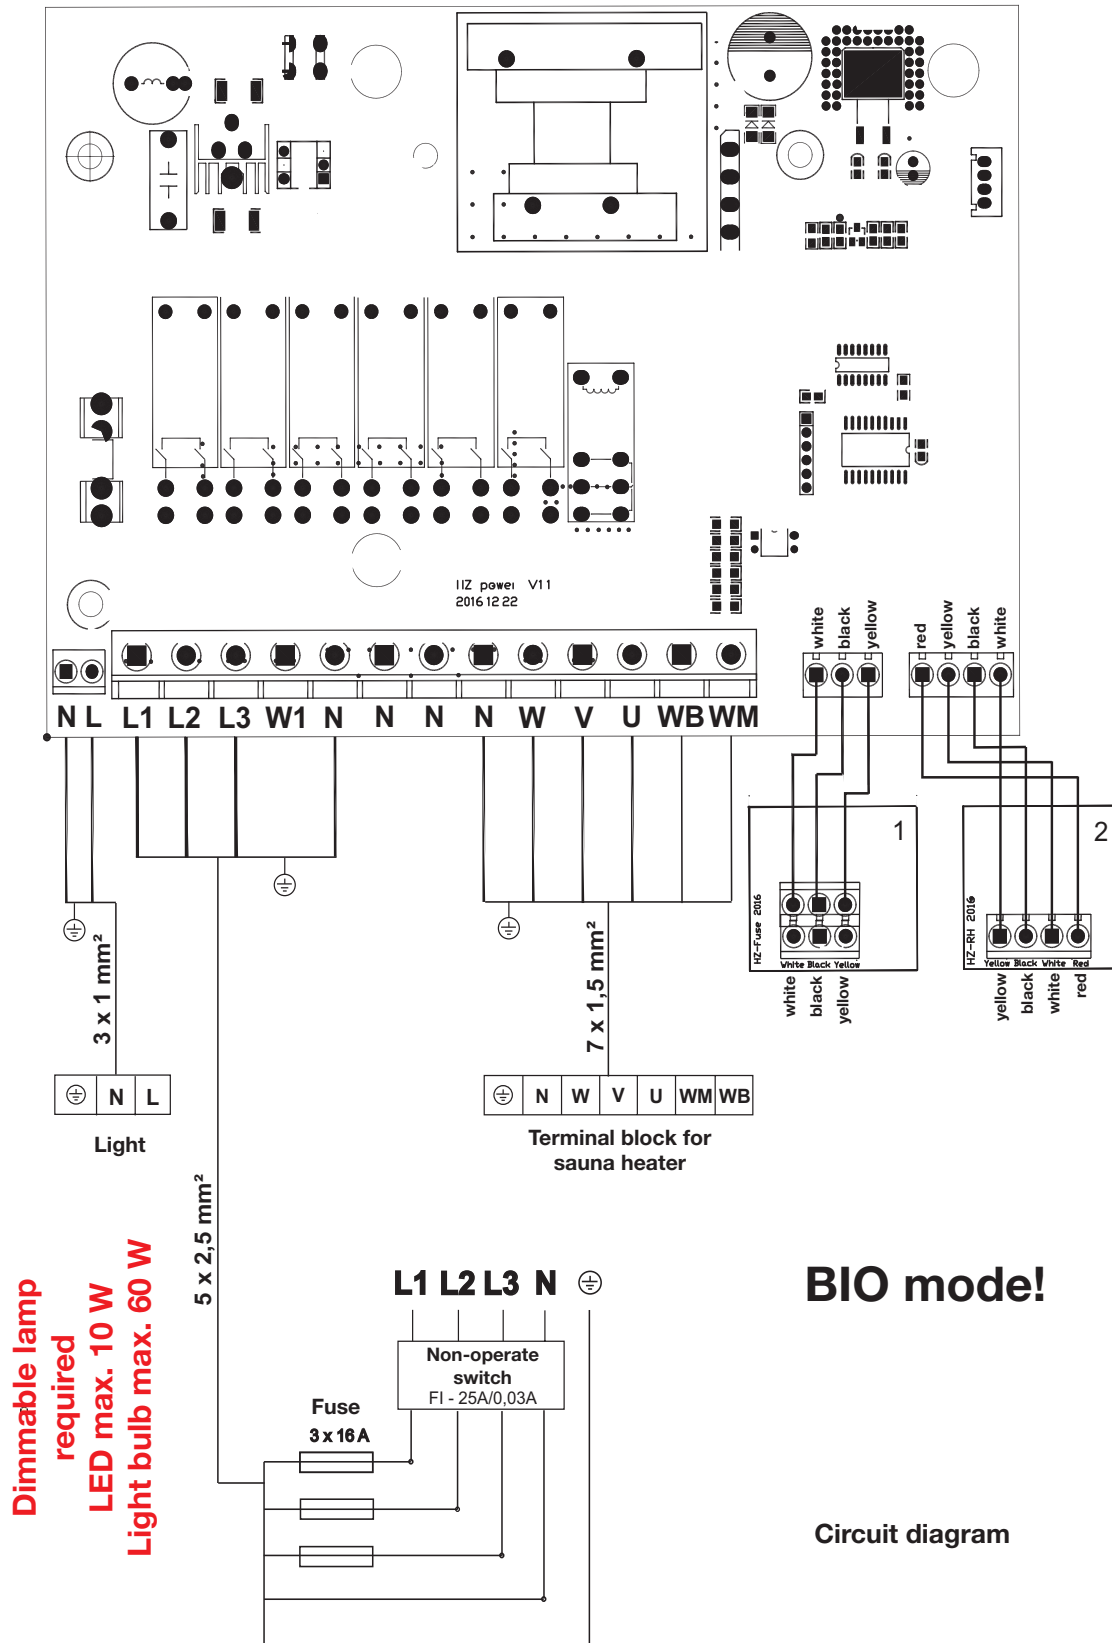 IIZ power V11
2016 12 22
white
black
yellow
red
yellow
black
white
N L L1 L2 L3 W1 N N N N W V U WB WM
1
HZ-Fuse 2016
White Black Yellow
white
black
yellow
2
HZ-RH 2016
Yellow Black White Red
yellow
black
white
red
3 x 1 mm²
N L
Light
7 x 1,5 mm²
N W V U WM WB
Terminal block for
sauna heater
5 x 2,5 mm²
Dimmable lamp
required
LED max. 10 W
Light bulb max. 60 W
L1 L2 L3 N
Non-operate
switch
FI - 25A/0,03A
Fuse
3 x 16 A
BIO mode!
Circuit diagram